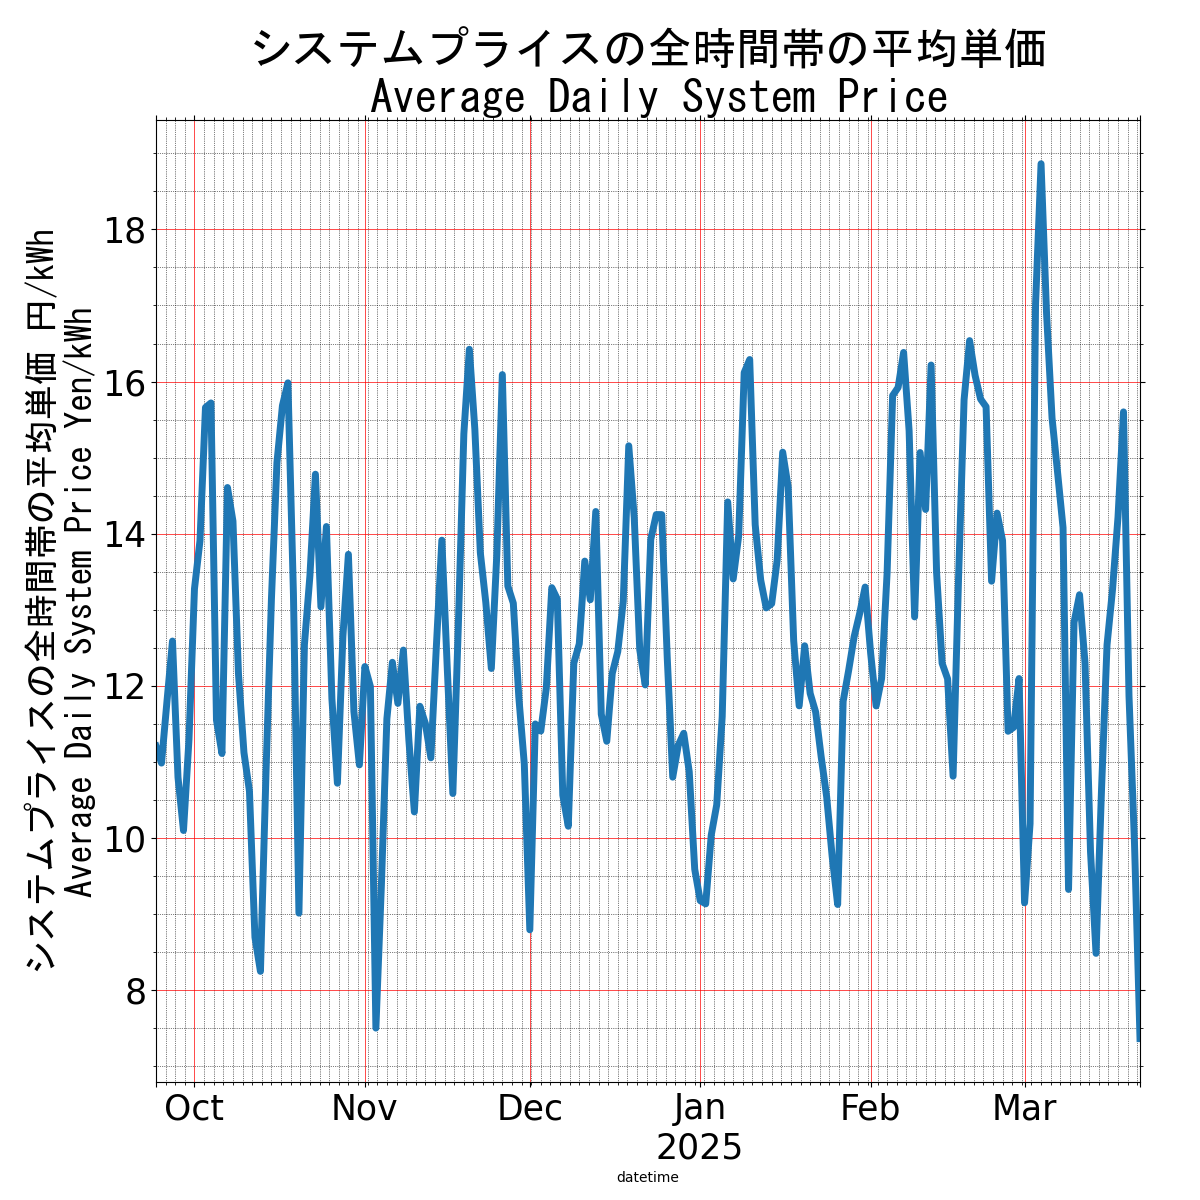 システムプライスの全時間帯の平均単価
Average Daily System Price
システムプライスの全時間帯の平均単価 円/kWh
Average Daily System Price Yen/kWh
18
16
14
12
10
8
Oct
Nov
Dec
Jan
2025
Feb
Mar
datetime